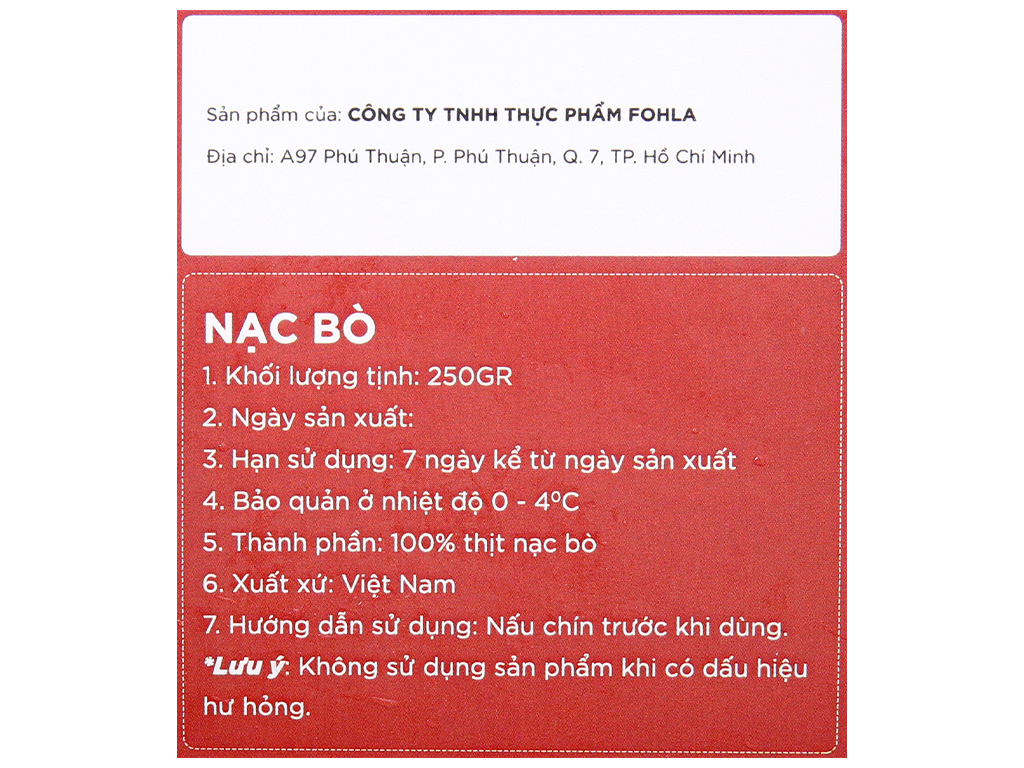 Sản phẩm của: CÔNG TY TNHH THỰC PHẨM FOHLA
Địa chỉ: A97 Phú Thuận, P. Phú Thuận, Q. 7, TP. Hồ Chí Minh
NẠC BÒ
1. Khối lượng tịnh: 250GR
2. Ngày sản xuất:
3. Hạn sử dụng: 7 ngày kể từ ngày sản xuất
4. Bảo quản ở nhiệt độ 0 - 4ºC
5. Thành phần: 100% thịt nạc bò
6. Xuất xứ: Việt Nam
7. Hướng dẫn sử dụng: Nấu chín trước khi dùng.
*Lưu ý: Không sử dụng sản phẩm khi có dấu hiệu
hư hỏng.